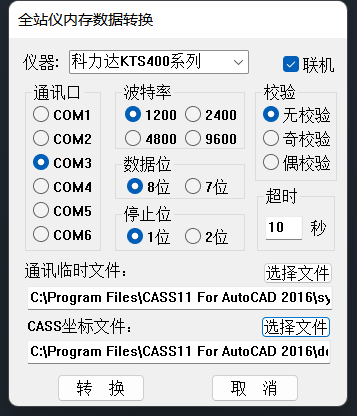 全站仪内存数据转换
仪器: 科力达KTS400系列 联机
通讯口 波特率 校验
COM1 1200 2400 无校验
COM2 4800 9600 奇校验
COM3 数据位 偶校验
COM4 8位 7位 超时
COM5 停止位 10 秒
COM6 1位 2位
通讯临时文件: 选择文件
C:\Program Files\CASS11 For AutoCAD 2016\sy
CASS坐标文件: 选择文件
C:\Program Files\CASS11 For AutoCAD 2016\de
转 换 取 消